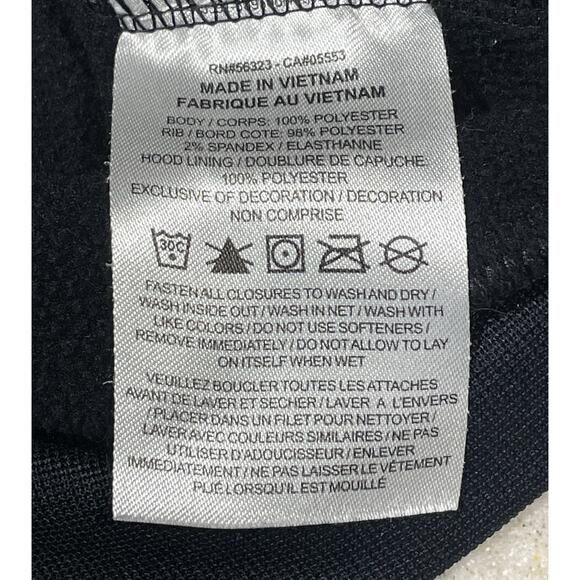 RN#56323 - CA#05553
MADE IN VIETNAM
FABRIQUE AU VIETNAM
BODY / CORPS: 100% POLYESTER
RIB / BORD COTE: 98% POLYESTER
2% SPANDEX / ELASTHANNE
HOOD LINING / DOUBLURE DE CAPUCHE:
100% POLYESTER
EXCLUSIVE OF DECORATION / DECORATION
NON COMPRISE
30C
FASTEN ALL CLOSURES TO WASH AND DRY /
WASH INSIDE OUT / WASH IN NET / WASH WITH
LIKE COLORS / DO NOT USE SOFTENERS /
REMOVE IMMEDIATELY / DO NOT ALLOW TO LAY
ON ITSELF WHEN WET
VEUILLEZ BOUCLER TOUTES LES ATTACHES
AVANT DE LAVER ET SECHER / LAVER A L'ENVERS
/ PLACER DANS UN FILET POUR NETTOYER /
LAVER AVEC COULEURS SIMILAIRES / NE PAS
UTILISER D'ADOUCISSEUR / ENLEVER
IMMEDIATEMENT / NE PAS LAISSER LE VÊTEMENT
PLIÉ LORSQU'IL EST MOUILLÉ